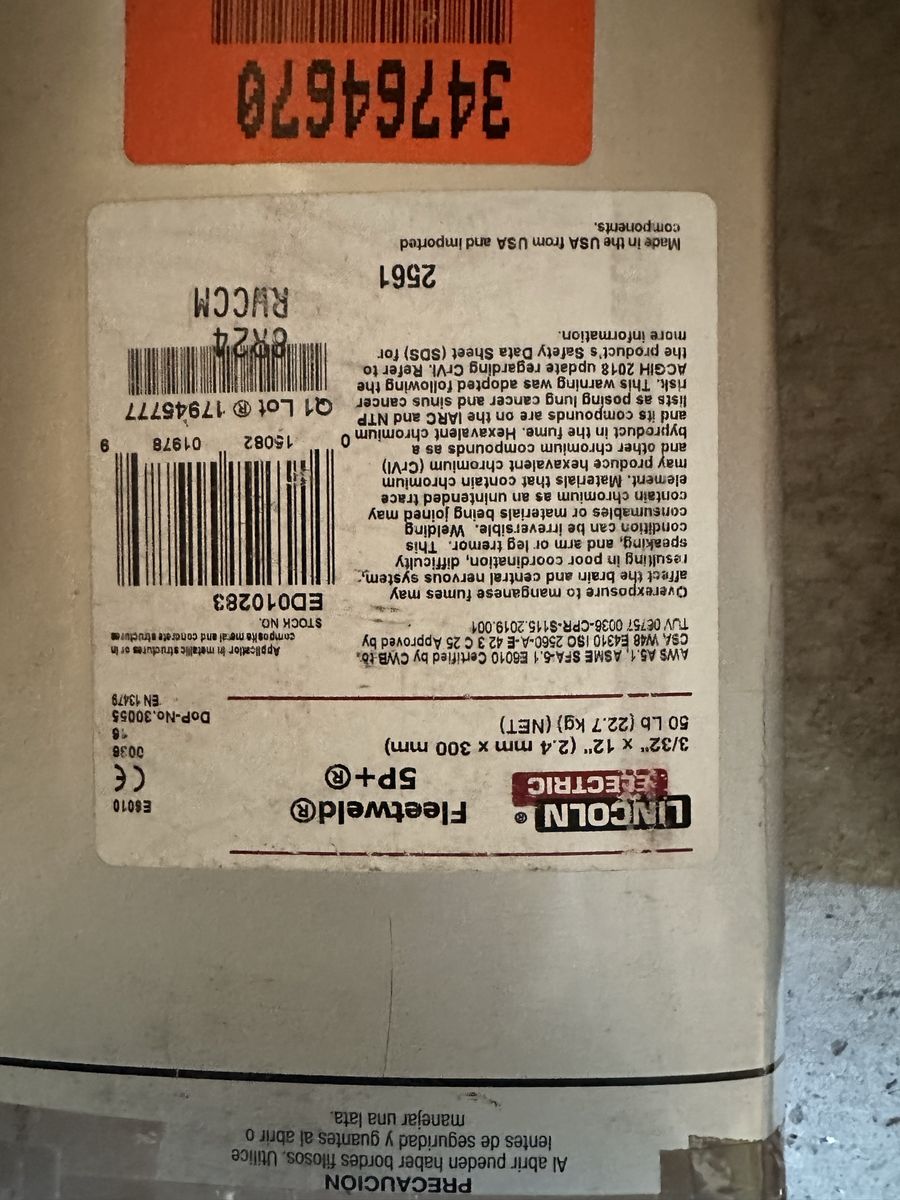 PRECAUCION
Al abrir pueden haber bordes filosos. Utilice
lentes de seguridad y guantes al abrir o
manejar una lata.
LINCOLN ®
ELECTRIC
Fleetweld®
5P+®
3/32" x 12" (2.4 mm x 300 mm)
50 Lb (22.7 kg) (NET)
E6010
CE
0036
16
DoP-No.30055
EN 13479
AWS A5.1, ASME SFA-5.1 E6010 Certified by CWB to:
CSA W48 E4310 ISO 2560-A-E 42 3 C 25 Approved by
TUV 06757 0036-CPR-S115.2019.001
Application in metallic structures or in
composite metal and concrete structures
STOCK NO.
ED010283
0 15082 01978 9
Q1 Lot ® 17945777
Overexposure to manganese fumes may
affect the brain and central nervous system,
resulting in poor coordination, difficulty
speaking, and arm or leg tremor. This
condition can be irreversible. Welding
consumables or materials being joined may
contain chromium as an unintended trace
element. Materials that contain chromium
may produce hexavalent chromium (CrVI)
and other chromium compounds as a
byproduct in the fume. Hexavalent chromium
and its compounds are on the IARC and NTP
lists as posing lung cancer and sinus cancer
risk. This warning was adopted following the
ACGIH 2018 update regarding CrVI. Refer to
the product's Safety Data Sheet (SDS) for
more information.
RWCCM
2561
Made in the USA from USA and imported
components.
34764670